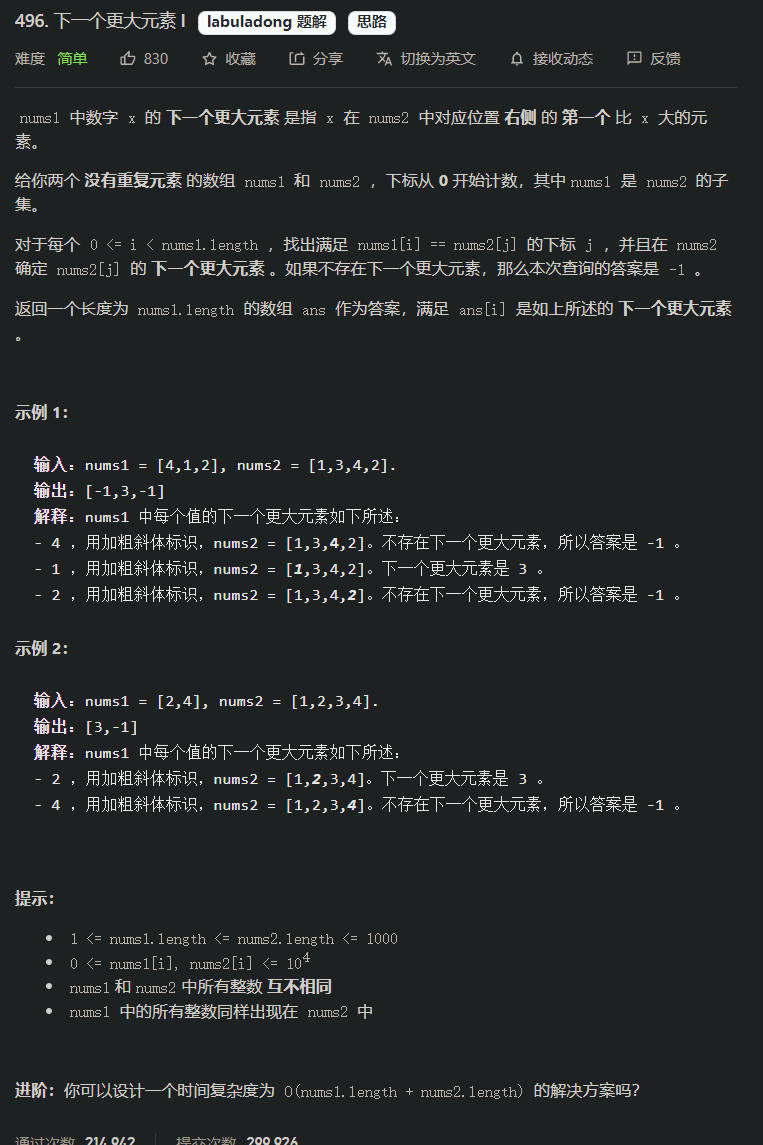 496. 下一个更大元素 I labuladong 题解 思路
难度 简单 830 收藏 分享 切换为英文 接收动态 反馈
nums1 中数字 x 的 下一个更大元素 是指 x 在 nums2 中对应位置 右侧 的 第一个 比 x 大的元
素。
给你两个 没有重复元素 的数组 nums1 和 nums2 ，下标从 0 开始计数，其中nums1 是 nums2 的子
集。
对于每个 0 <= i < nums1.length ，找出满足 nums1[i] == nums2[j] 的下标 j ，并且在 nums2
确定 nums2[j] 的 下一个更大元素 。如果不存在下一个更大元素，那么本次查询的答案是 -1 。
返回一个长度为 nums1.length 的数组 ans 作为答案，满足 ans[i] 是如上所述的 下一个更大元素
。
示例 1：
输入：nums1 = [4,1,2], nums2 = [1,3,4,2].
输出：[-1,3,-1]
解释：nums1 中每个值的下一个更大元素如下所述：
- 4 ，用加粗斜体标识，nums2 = [1,3,4,2]。不存在下一个更大元素，所以答案是 -1 。
- 1 ，用加粗斜体标识，nums2 = [1,3,4,2]。下一个更大元素是 3 。
- 2 ，用加粗斜体标识，nums2 = [1,3,4,2]。不存在下一个更大元素，所以答案是 -1 。
示例 2：
输入：nums1 = [2,4], nums2 = [1,2,3,4].
输出：[3,-1]
解释：nums1 中每个值的下一个更大元素如下所述：
- 2 ，用加粗斜体标识，nums2 = [1,2,3,4]。下一个更大元素是 3 。
- 4 ，用加粗斜体标识，nums2 = [1,2,3,4]。不存在下一个更大元素，所以答案是 -1 。
提示：
• 1 <= nums1.length <= nums2.length <= 1000
• 0 <= nums1[i], nums2[i] <= 10⁴
• nums1和nums2 中所有整数 互不相同
• nums1 中的所有整数同样出现在 nums2 中
进阶：你可以设计一个时间复杂度为 O(nums1.length + nums2.length) 的解决方案吗？
通过次数 214,942 提交次数 299,926